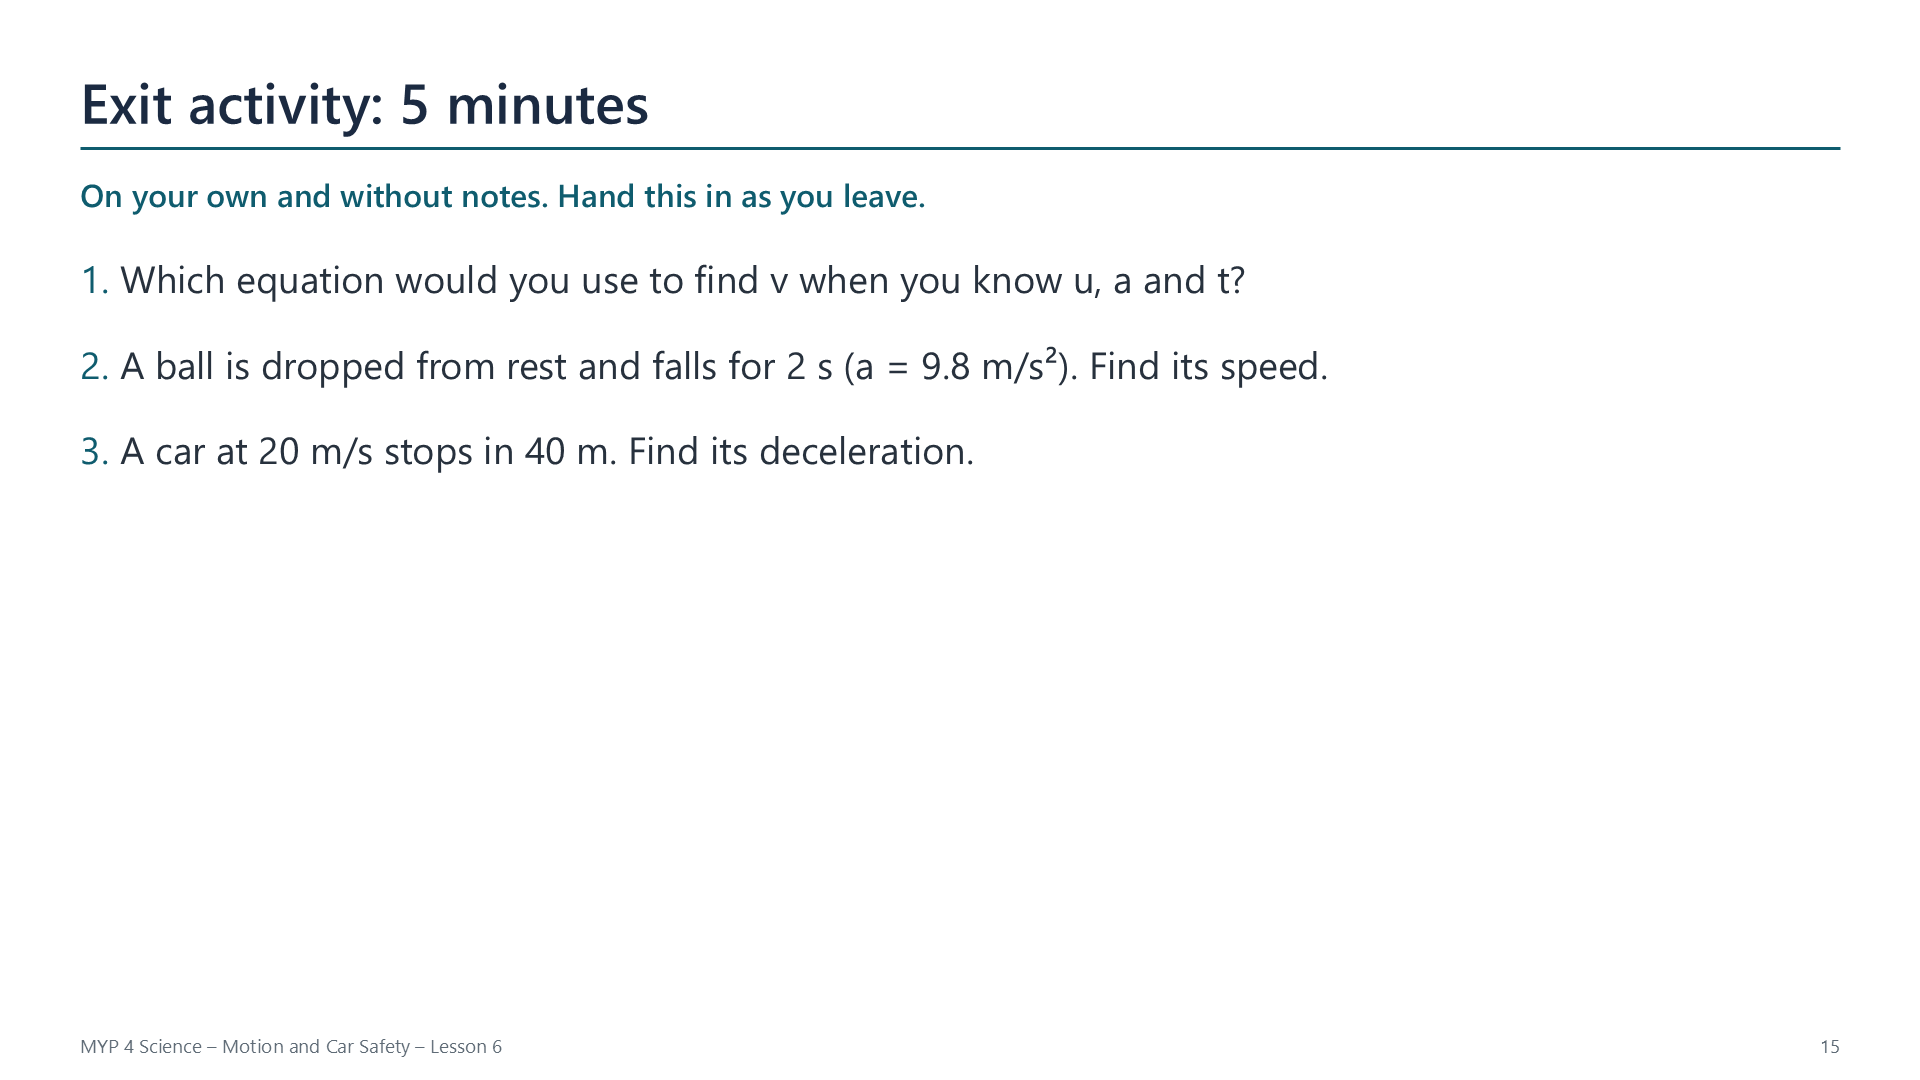 Exit activity: 5 minutes
On your own and without notes. Hand this in as you leave.
1. Which equation would you use to find v when you know u, a and t?
2. A ball is dropped from rest and falls for 2 s (a = 9.8 m/s²). Find its speed.
3. A car at 20 m/s stops in 40 m. Find its deceleration.
MYP 4 Science – Motion and Car Safety – Lesson 6
15